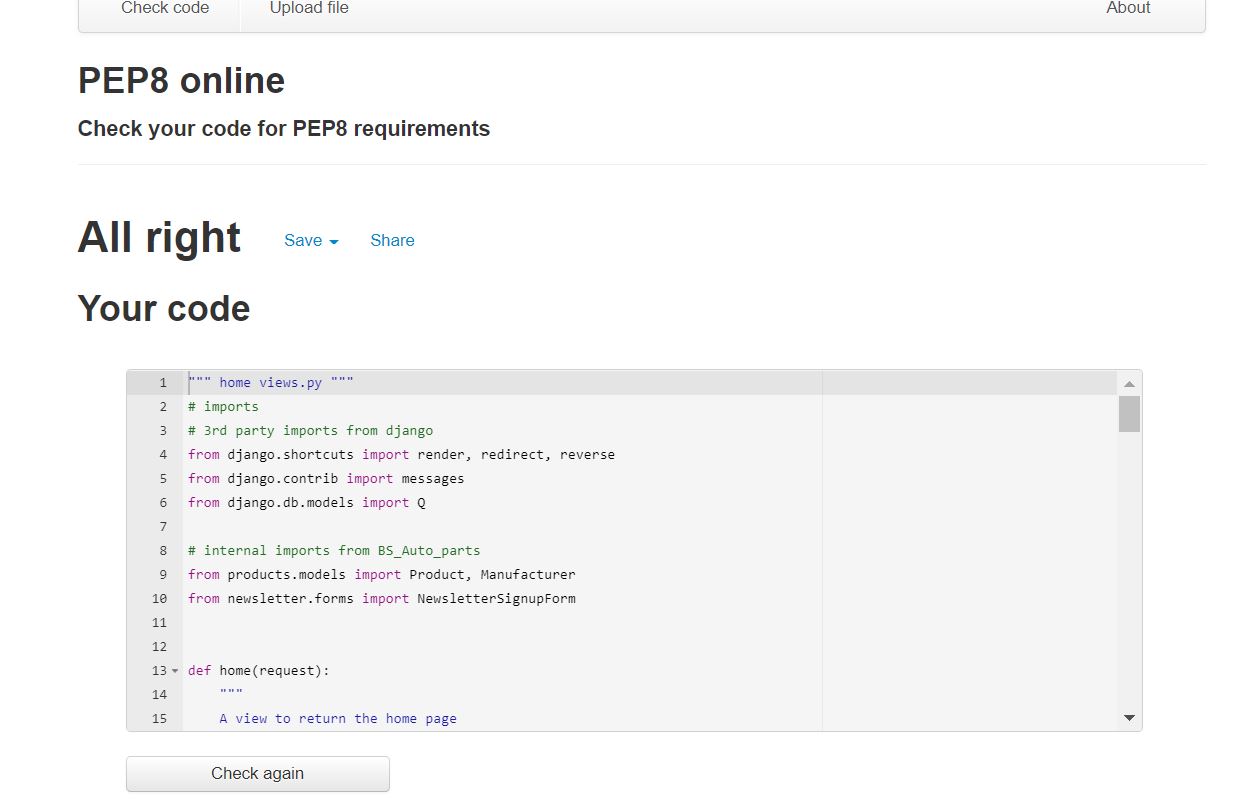 Check code Upload file About
PEP8 online
Check your code for PEP8 requirements
All right Save Share
Your code
1 """ home views.py """
2 # imports
3 # 3rd party imports from django
4 from django.shortcuts import render, redirect, reverse
5 from django.contrib import messages
6 from django.db.models import Q
7
8 # internal imports from BS_Auto_parts
9 from products.models import Product, Manufacturer
10 from newsletter.forms import NewsletterSignupForm
11
12
13 def home(request):
14 """
15 A view to return the home page
Check again